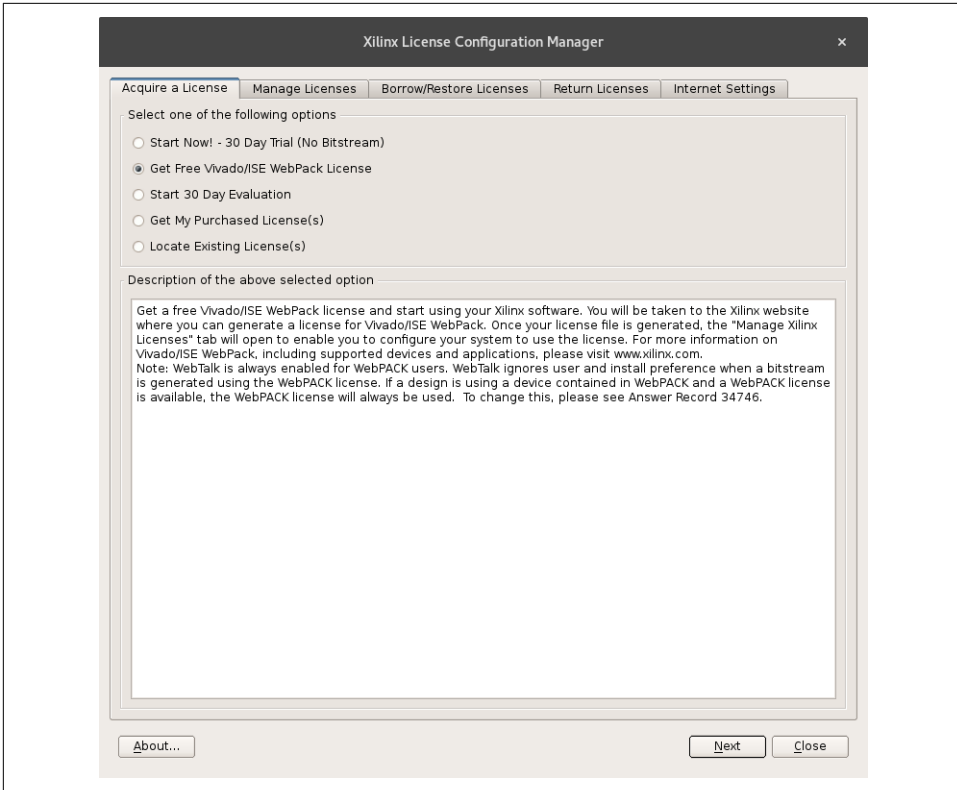 Xilinx License Configuration Manager
×
Acquire a License Manage Licenses Borrow/Restore Licenses Return Licenses Internet Settings
Select one of the following options
Start Now! - 30 Day Trial (No Bitstream)
Get Free Vivado/ISE WebPack License
Start 30 Day Evaluation
Get My Purchased License(s)
Locate Existing License(s)
Description of the above selected option
Get a free Vivado/ISE WebPack license and start using your Xilinx software. You will be taken to the Xilinx website
where you can generate a license for Vivado/ISE WebPack. Once your license file is generated, the "Manage Xilinx
Licenses" tab will open to enable you to configure your system to use the license. For more information on
Vivado/ISE WebPack, including supported devices and applications, please visit www.xilinx.com.
Note: WebTalk is always enabled for WebPACK users. WebTalk ignores user and install preference when a bitstream
is generated using the WebPACK license. If a design is using a device contained in WebPACK and a WebPACK license
is available, the WebPACK license will always be used.  To change this, please see Answer Record 34746.
About... Next Close